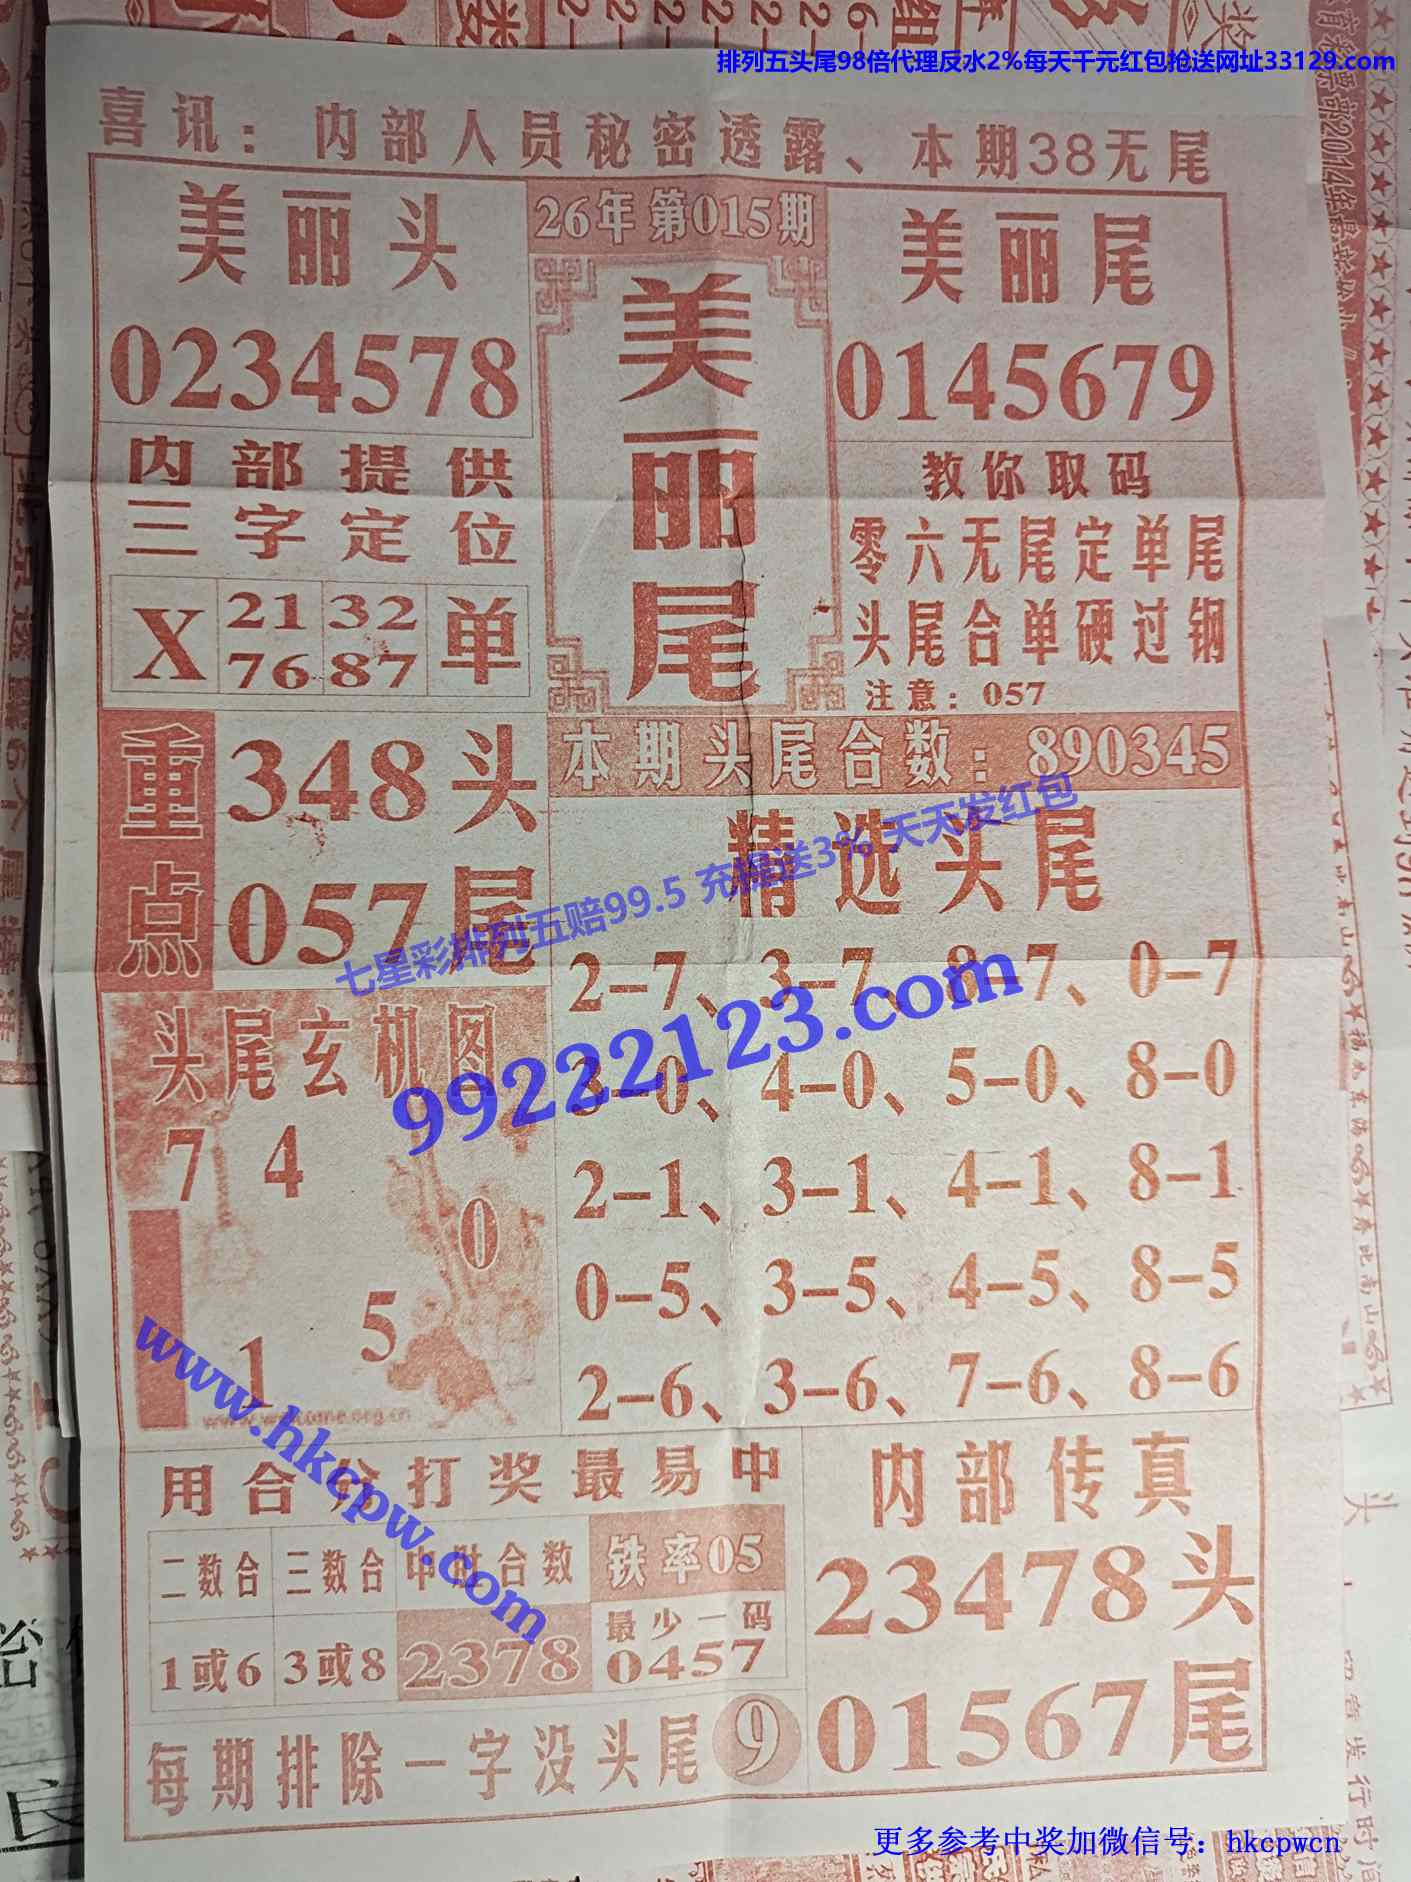 排列五头尾98倍代理反水2%每天千元红包抢送网址33129.com
喜讯：内部人员秘密透露、本期38无尾
美丽头
0234578
26年第015期
美丽尾
美丽尾
0145679
内部提供
三字定位
X 21 32 单
76 87
教你取码
零六无尾定单尾
头尾合单硬过钢
注意：057
重点
348头
057尾
本期头尾合数：890345
精选头尾
七星彩排列五赔99.5 充提送3% 天天发红包
99222123.com
2-7、3-7、8-7、0-7
3-0、4-0、5-0、8-0
2-1、3-1、4-1、8-1
0-5、3-5、4-5、8-5
2-6、3-6、7-6、8-6
头尾玄机图
7 4
0
5
1
www.hkcpw.com
用合分打奖最易中
二数合 三数合 中肚合数 铁率05
1或6 3或8 2378 最少一码
0457
每期排除一字没头尾 9
内部传真
23478头
01567尾
更多参考中奖加微信号：hkcpwcn